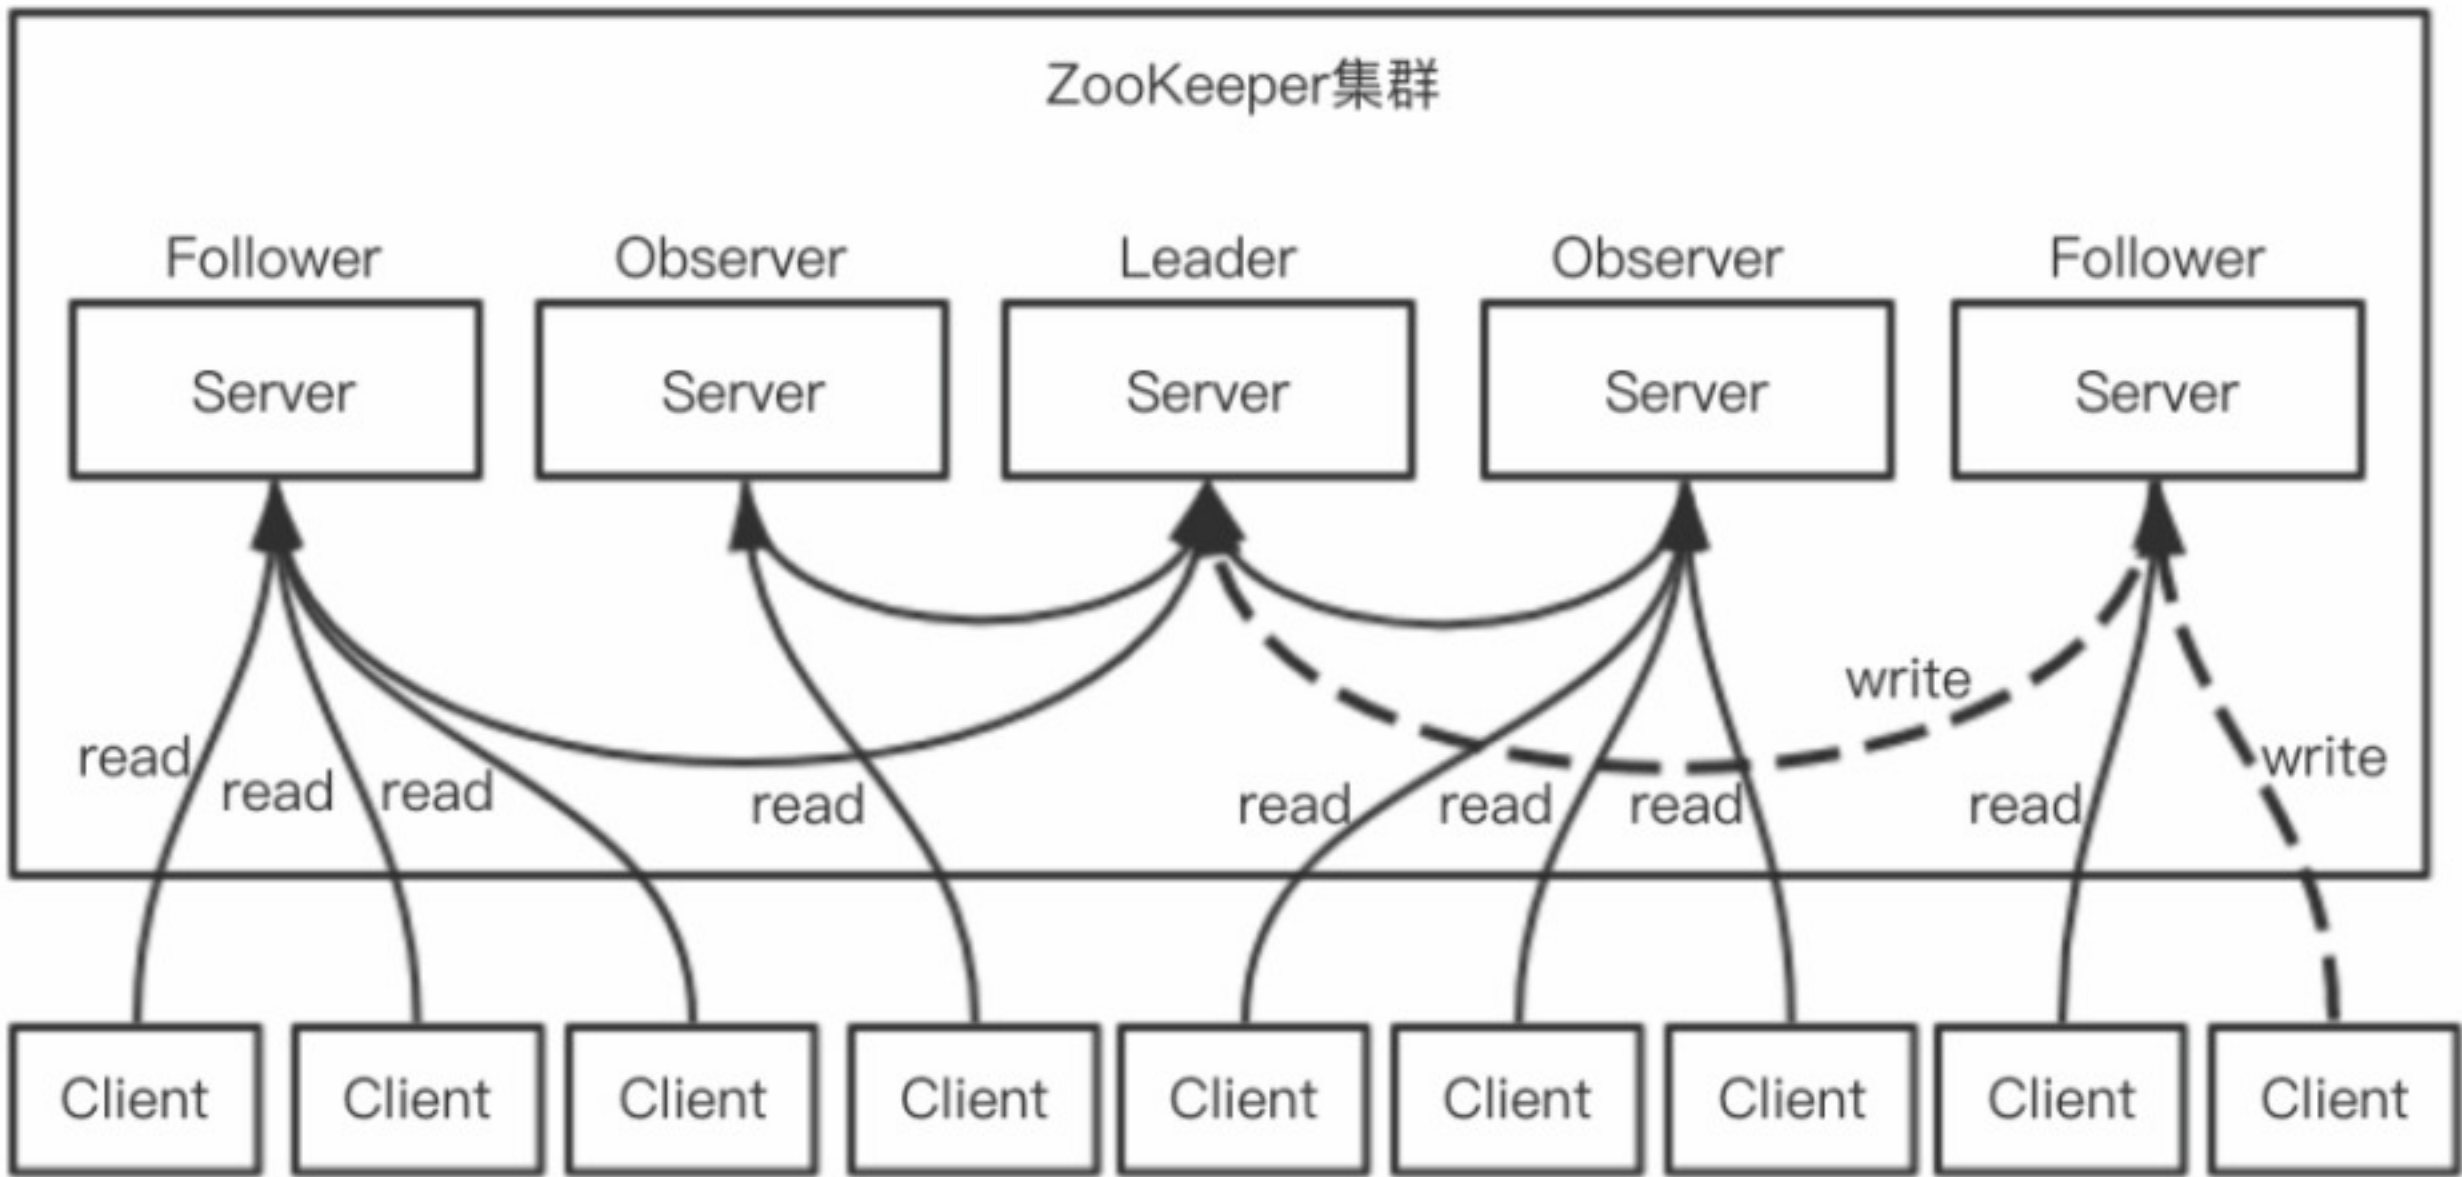 ZooKeeper集群
Follower
Observer
Leader
Observer
Follower
Server
Server
Server
Server
Server
write
read
read
read
read
read
read
read
read
write
Client
Client
Client
Client
Client
Client
Client
Client
Client